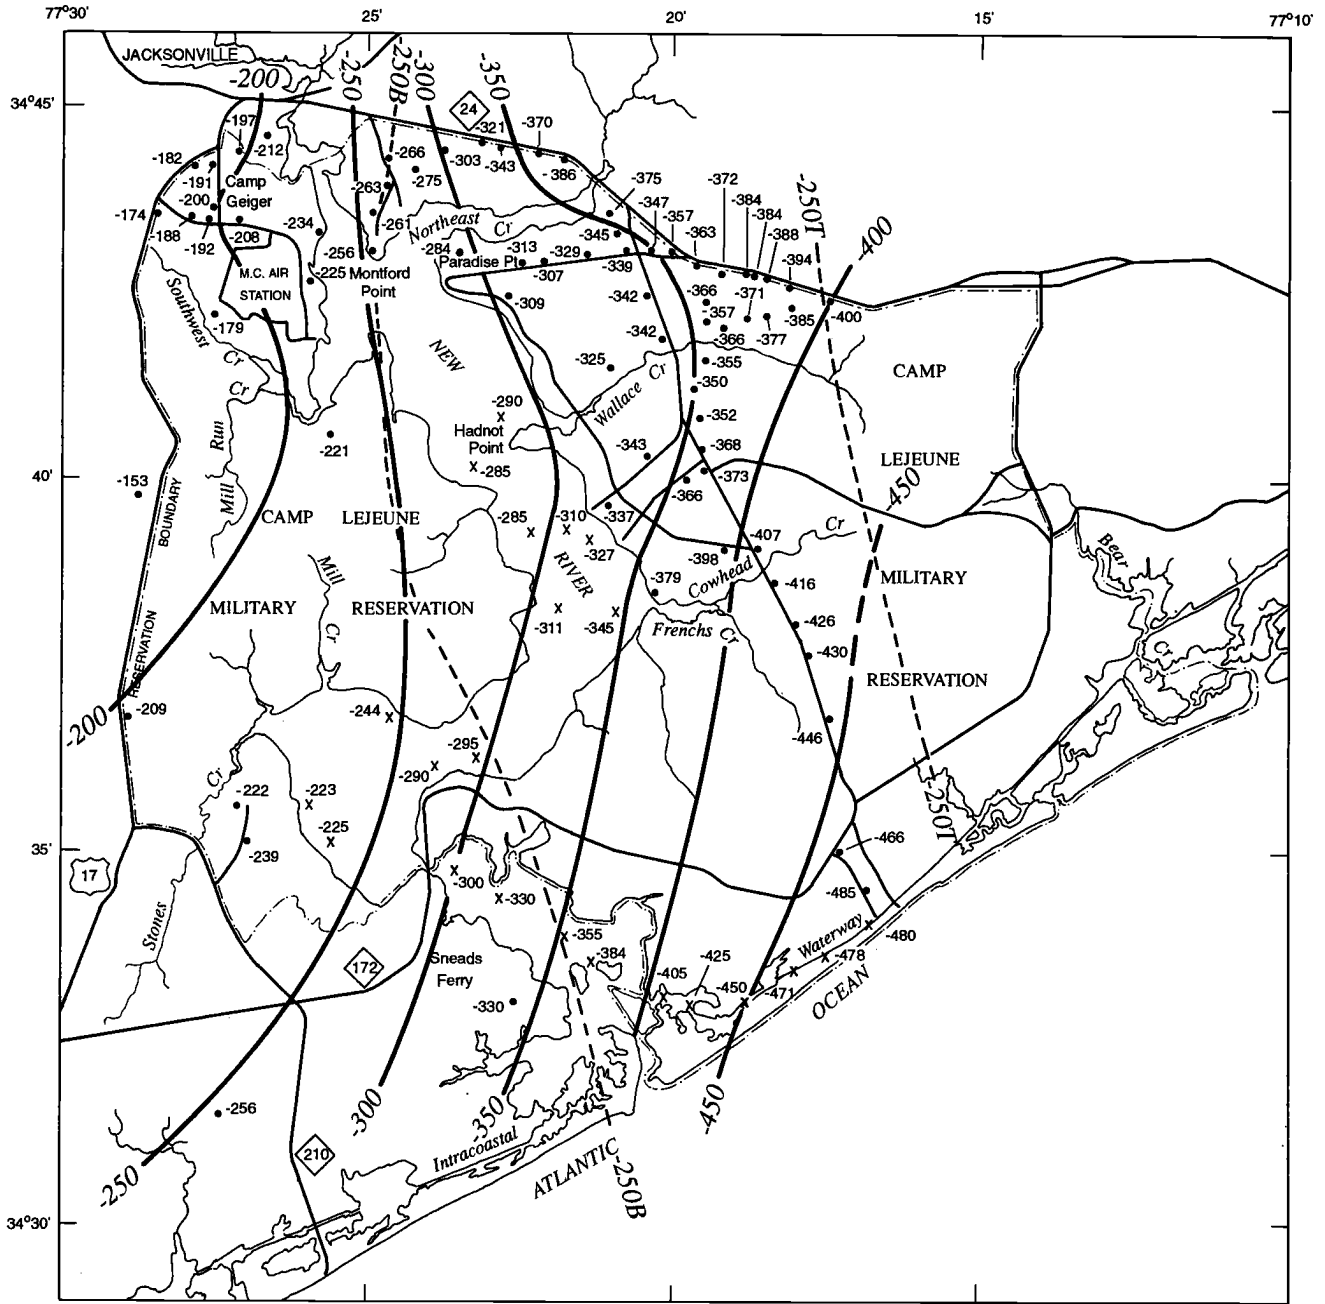 77°30'
25'
20'
15'
77°10'
JACKSONVILLE
-200
-250
-250B
-300
-350
34°45'
24
-197
-321
-370
-182
-212
-266
-303
-343
-386
-191
Camp
Geiger
-263
-275
-375
-372
-384
-384
-388
-394
-250T
-400
-200
-174
-188
-192
-208
-234
-261
Northeast
Cr
-347
-357
-363
-345
-256
-284
-313
-329
-339
Paradise Pt
-307
M.C. AIR
STATION
-225
Montford
Point
-309
-342
-366
-371
-357
-385
-400
-179
Southwest
Cr
NEW
-342
-366
-377
-325
-355
CAMP
Cr
Wallace Cr
-350
-290
-352
Run
Hadnot
Point
-343
-368
-221
-285
-373
LEJEUNE
40'
-153
-366
-450
Mill
BOUNDARY
CAMP
LEJEUNE
-285
-310
-337
-407
Cr
-327
-398
Cowhead
Bear
Mill
RIVER
-379
-416
MILITARY
MILITARY
RESERVATION
-311
-345
Frenchs
Cr
-426
Cr
-430
Cr
RESERVATION
RESERVATION
-209
-200
-244
-446
-295
-290
Cr
-222
-223
-225
-250T
-239
-466
35'
17
-300
-330
-485
Stones
-355
-480
Waterway
-384
172
Sneads
Ferry
-405
-425
-478
-450
-471
-330
OCEAN
-256
-300
-350
-450
210
Intracoastal
-250
ATLANTIC
-250B
34°30'